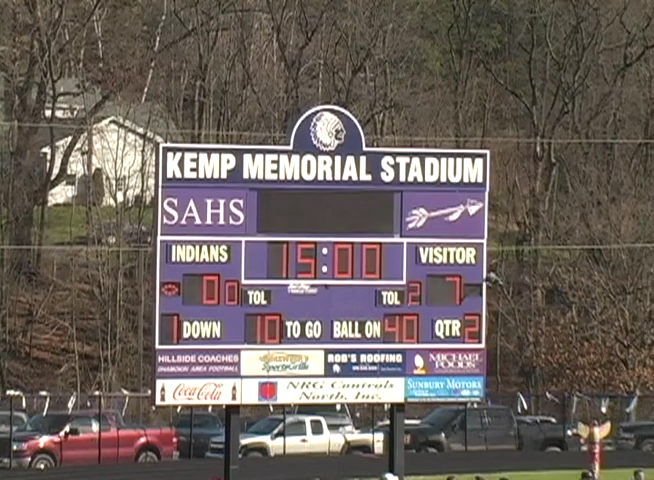 KEMP MEMORIAL STADIUM
SAHS
INDIANS 15:00 VISITOR
0 0 TOL TOL 2 7
1 DOWN 10 TO GO BALL ON 40 QTR 2
HILLSIDE COACHES
SHAMOKIN AREA FOOTBALL
ROB'S ROOFING
MICHAEL FOODS
Coca-Cola
NRG Controls
North, Inc.
SUNBURY MOTORS